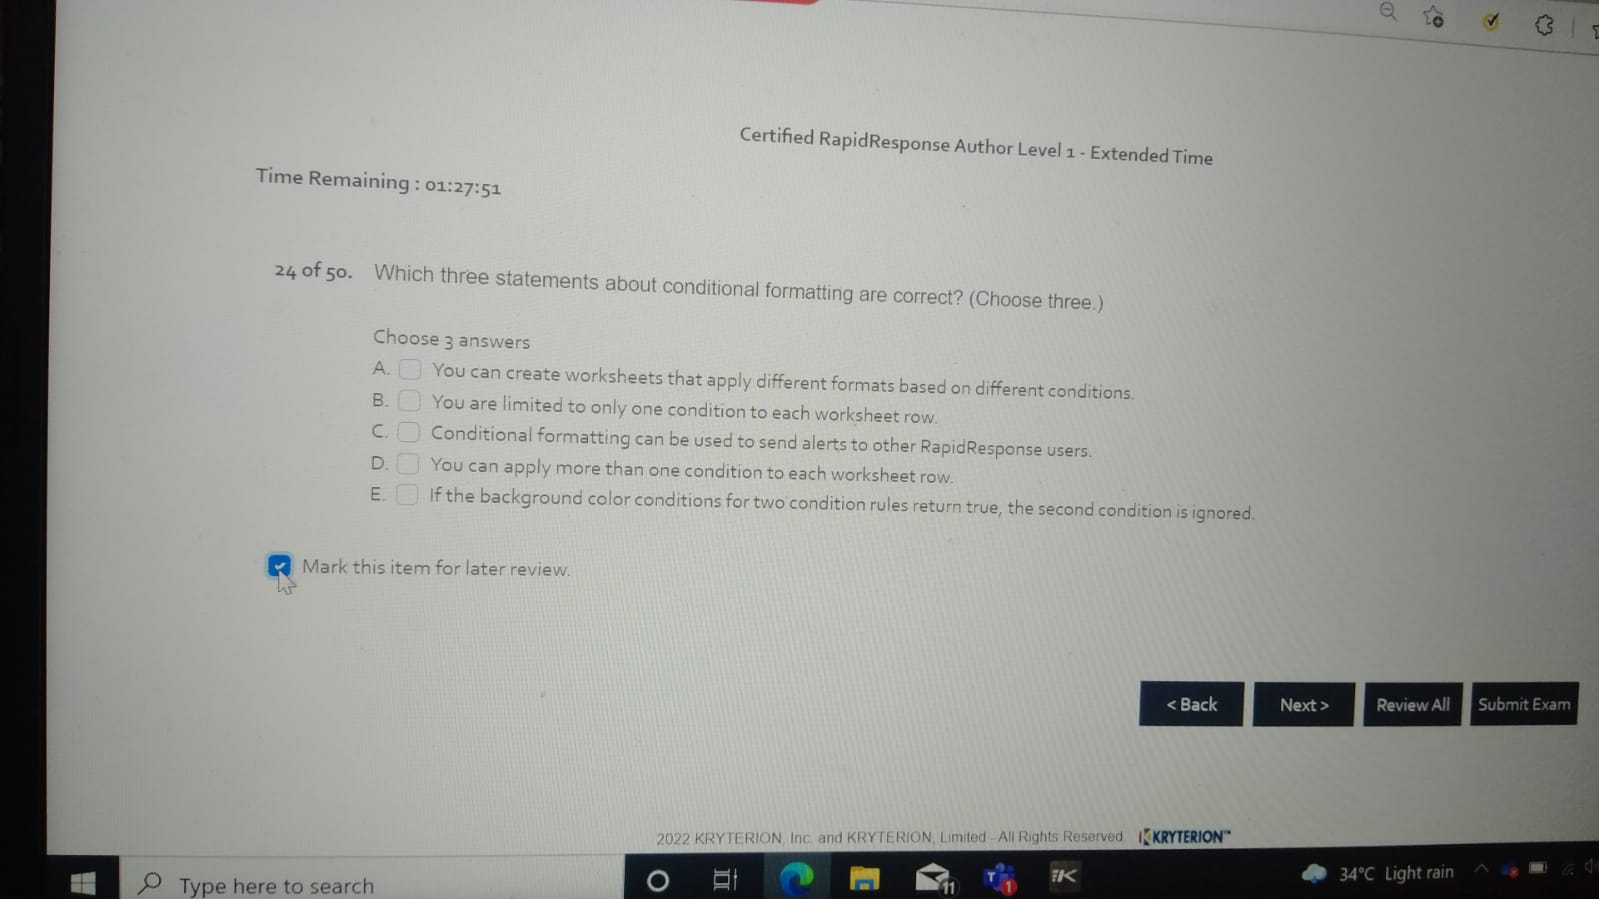 Certified RapidResponse Author Level 1 - Extended Time
Time Remaining : 01:27:51
24 of 50. Which three statements about conditional formatting are correct? (Choose three.)
Choose 3 answers
A. You can create worksheets that apply different formats based on different conditions.
B. You are limited to only one condition to each worksheet row.
C. Conditional formatting can be used to send alerts to other RapidResponse users.
D. You can apply more than one condition to each worksheet row.
E. If the background color conditions for two condition rules return true, the second condition is ignored.
Mark this item for later review.
< Back Next > Review All Submit Exam
2022 KRYTERION, Inc. and KRYTERION, Limited - All Rights Reserved. KRYTERION™
Type here to search 11 T 1 K 34°C Light rain